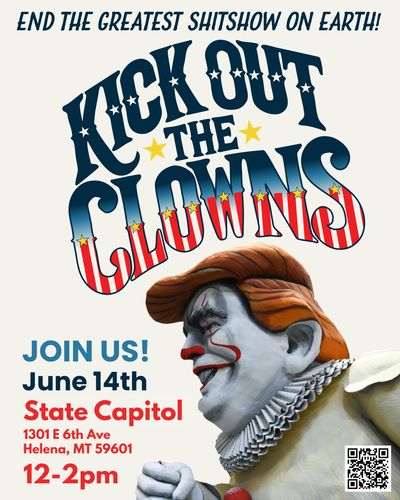 END THE GREATEST SHITSHOW ON EARTH!
KICK OUT
THE
CLOWNS
JOIN US!
June 14th
State Capitol
1301 E 6th Ave
Helena, MT 59601
12-2pm